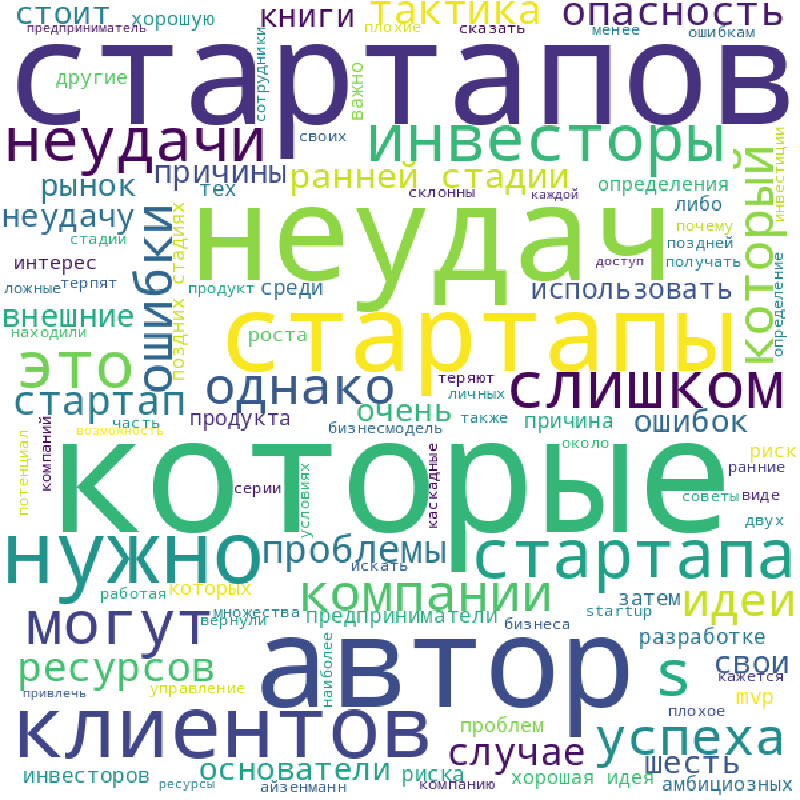 стоит хорошую книги тактика опасность
предприниматель плохие сказать менее ошибкам
стартапов
другие сотрудники важно
неудачи своих инвесторы
причины ранней стадии определения
рынок тех склонны каждой либо который инвестиции
неудачу неудач почему
стадии поздней
интерес ошибки поздних стадиях доступ получать
ложные терпят продукт среди использовать определение
внешние стартапы
находили роста
это однако теряют слишком
стартап личных
часть продукта очень также причина ошибок
возможность бизнесмодель около
потенциал компаний которые риск
серии условиях каскадные ранние
советы виде
двух
нужно проблемы стартапа
искать
работая которых компании затем идеи
множества startup
могут вернули предприниматели бизнеса разработке
ресурсов наиболее автор s свои
привлечь управление кажется
mvp
клиентов плохое
проблем успеха
случае шесть
инвесторов основатели риска хорошая идея
ресурсы айзенманн компанию амбициозных